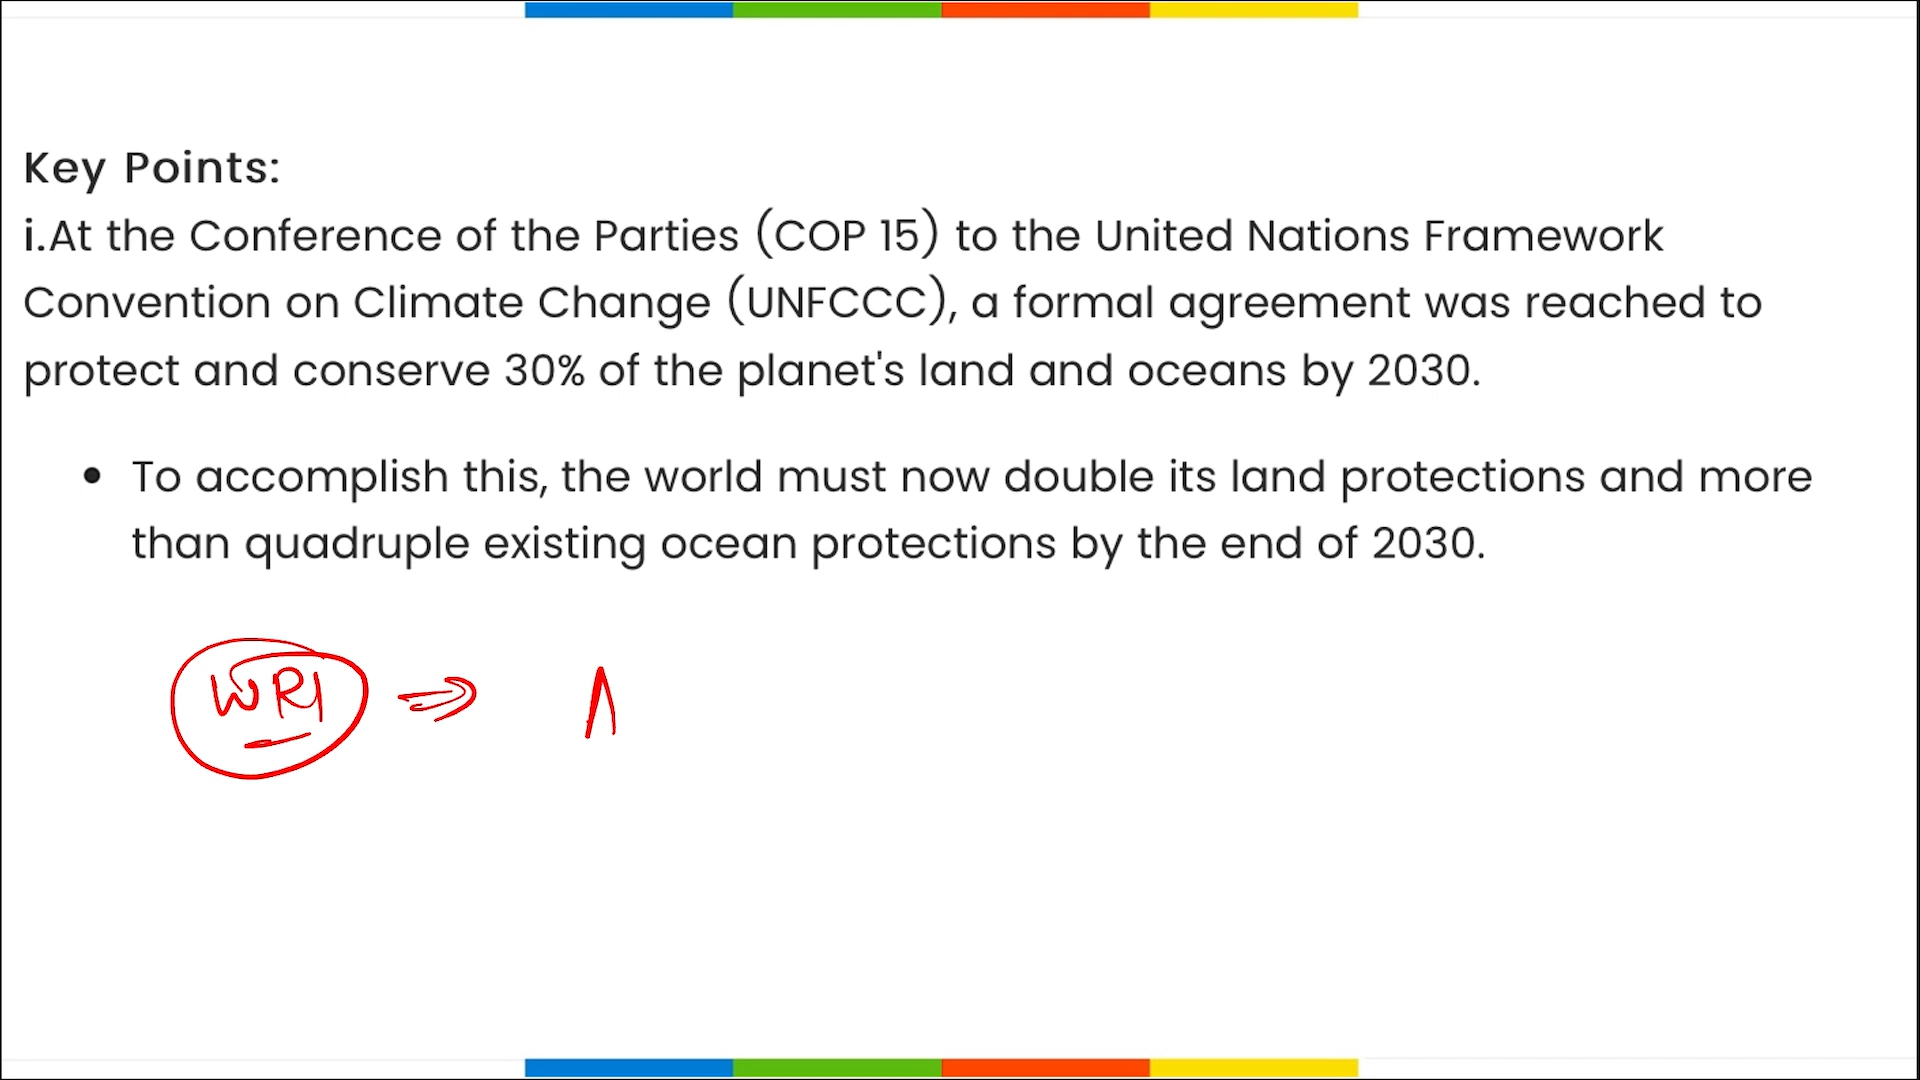 Key Points:
i.At the Conference of the Parties (COP 15) to the United Nations Framework
Convention on Climate Change (UNFCCC), a formal agreement was reached to
protect and conserve 30% of the planet's land and oceans by 2030.
• To accomplish this, the world must now double its land protections and more
than quadruple existing ocean protections by the end of 2030.
WRI ⇒